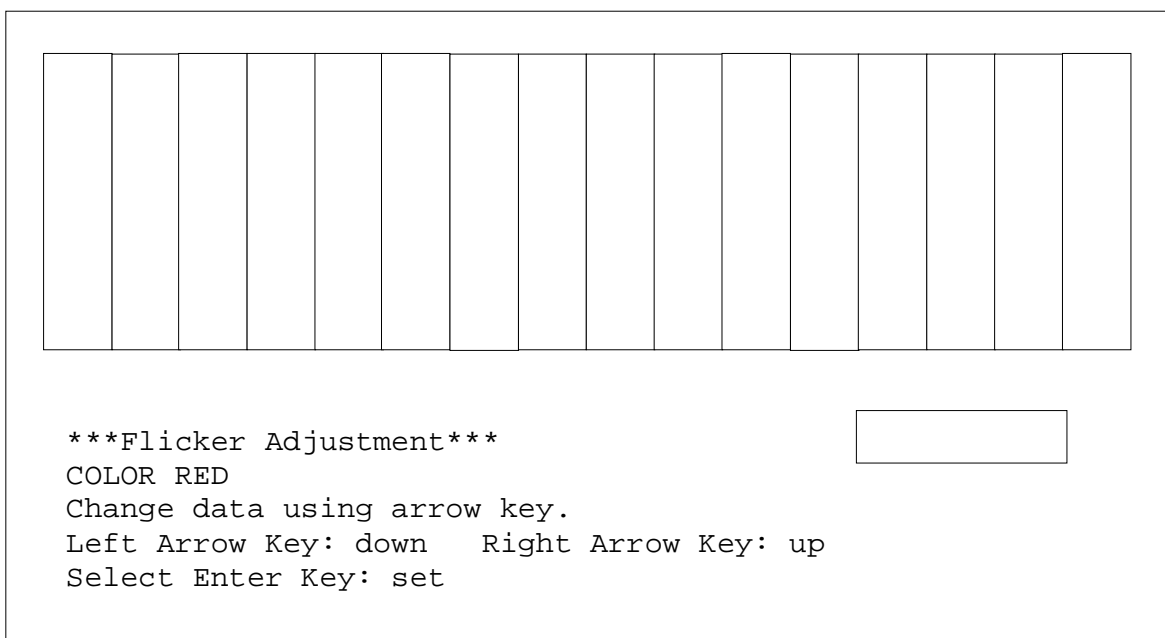 ***Flicker Adjustment***
COLOR RED
Change data using arrow key.
Left Arrow Key: down   Right Arrow Key: up
Select Enter Key: set